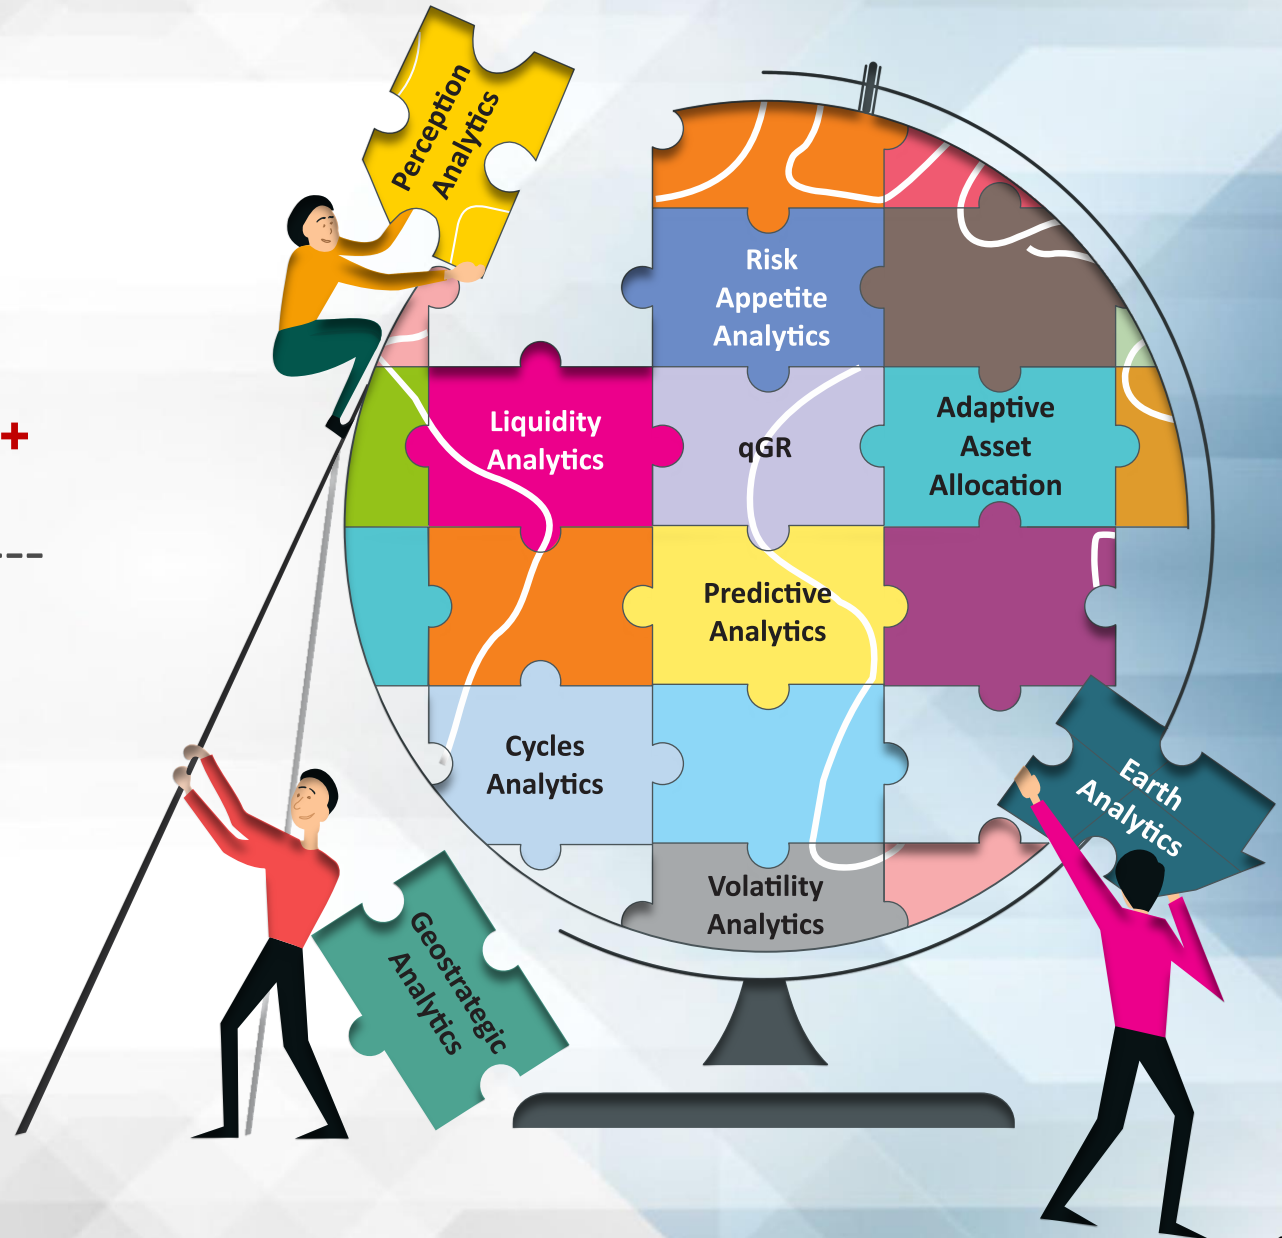 Perception
Analytics
Risk
Appetite
Analytics
Liquidity
Analytics
qGR
Adaptive
Asset
Allocation
+
---
Predictive
Analytics
Cycles
Analytics
Earth
Analytics
Volatility
Analytics
Geostrategic
Analytics